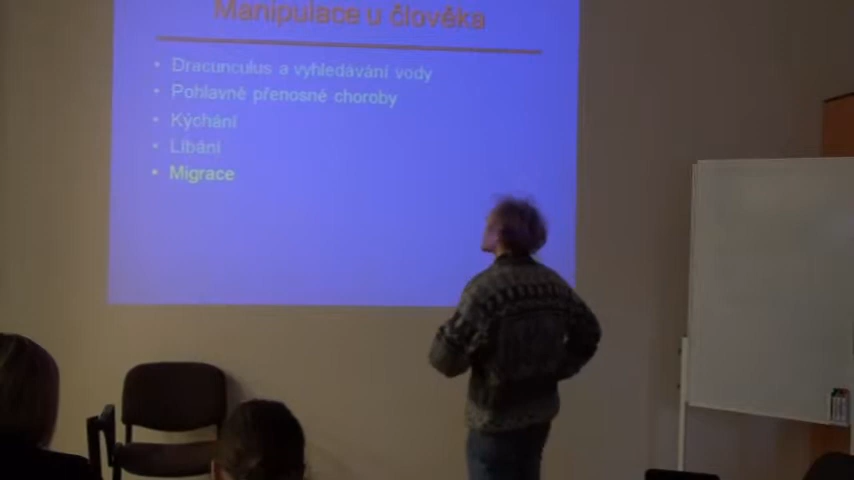 Manipulace u člověka
• Dracunculus a vyhledávání vody
• Pohlavně přenosné choroby
• Kýchání
• Líbání
• Migrace